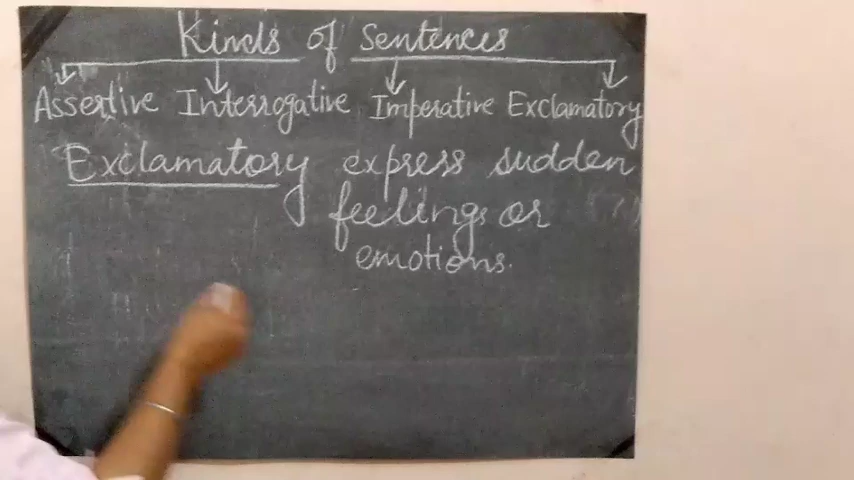 Kinds of Sentences
Assertive Interrogative Imperative Exclamatory
Exclamatory express sudden
feelings or
emotions.